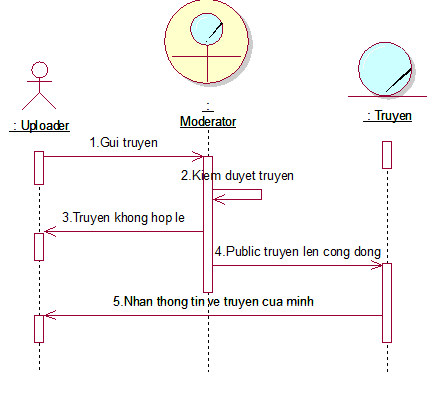 : Uploader
:
Moderator
: Truyen
1.Gui truyen
2.Kiem duyet truyen
3.Truyen khong hop le
4.Public truyen len cong dong
5.Nhan thong tin ve truyen cua minh